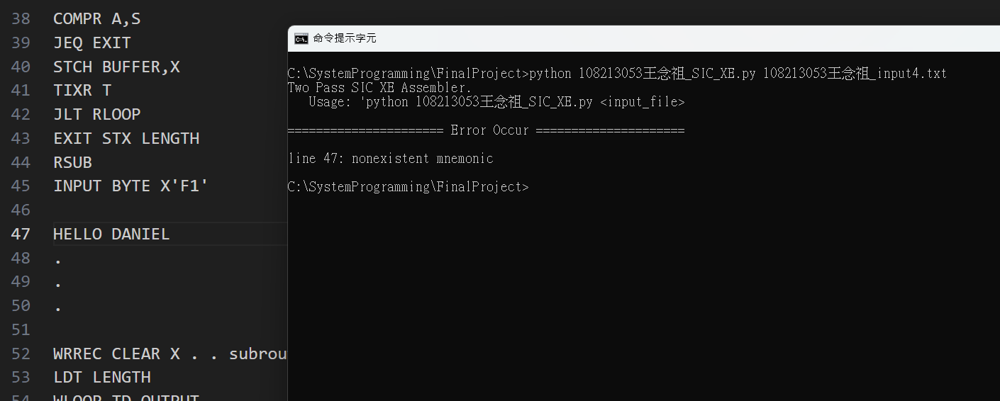 38 COMPR A,S
39 JEQ EXIT
40 STCH BUFFER,X
41 TIXR T
42 JLT RLOOP
43 EXIT STX LENGTH
44 RSUB
45 INPUT BYTE X'F1'
46
47 HELLO DANIEL
48 .
49 .
50 .
51
52 WRREC CLEAR X . . subrou
53 LDT LENGTH
54 WLOOP TD OUTPUT
命令提示字元
C:\SystemProgramming\FinalProject>python 108213053王念祖_SIC_XE.py 108213053王念祖_input4.txt
Two Pass SIC XE Assembler.
Usage: 'python 108213053王念祖_SIC_XE.py <input_file>
====================== Error Occur =====================
line 47: nonexistent mnemonic
C:\SystemProgramming\FinalProject>